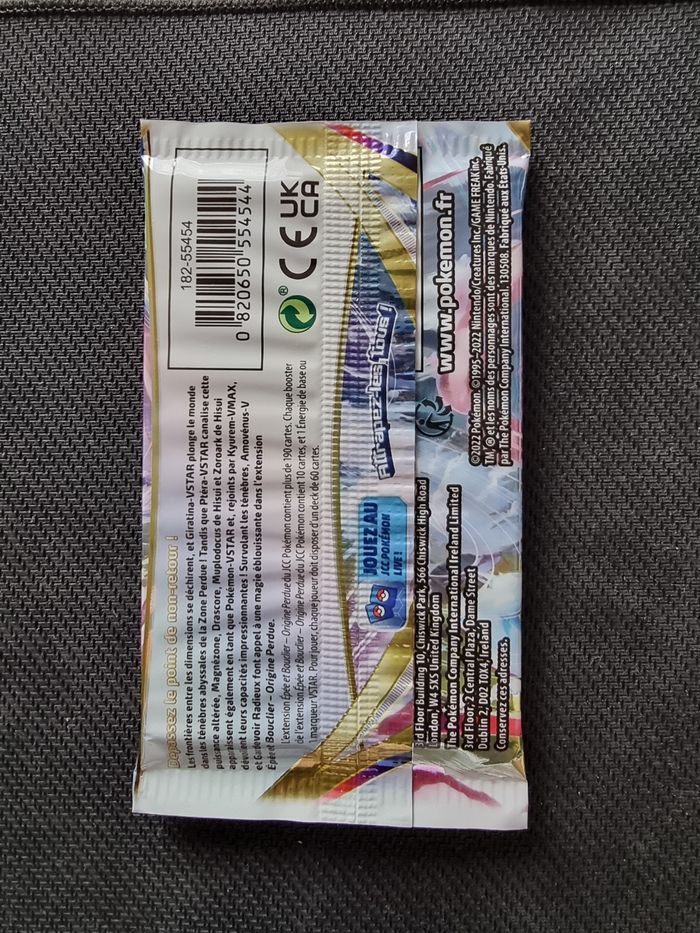 Dépassez le point de non-retour !
Les frontières entre les dimensions se déchirent, et Giratina-VSTAR plonge le monde
dans les ténèbres abyssales de la Zone Perdue ! Tandis que Ptéra-VSTAR canalise cette
puissance altérée, Magnézone, Drascore, Muplodocus de Hisui et Zoroark de Hisui
apparaissent également en tant que Pokémon-VSTAR et, rejoints par Kyurem-VMAX,
dévoilent leurs capacités impressionnantes ! Survolant les ténèbres, Amovénus-V
et Gardevoir Radieux font appel à une magie éblouissante dans l'extension
Épée et Bouclier – Origine Perdue.
L'extension Épée et Bouclier – Origine Perdue du JCC Pokémon contient plus de 190 cartes. Chaque booster
de l'extension Épée et Bouclier – Origine Perdue du JCC Pokémon contient 10 cartes, et 1 Énergie de base ou
1 marqueur VSTAR. Pour jouer, chaque joueur doit disposer d'un deck de 60 cartes.
182-55454
0 820650 554544
®
CE
UK
CA
JOUEZ AU
JCC POKÉMON
LIVE !
Attrapez-les Tous !
3rd Floor Building 10, Chiswick Park, 566 Chiswick High Road
London, W4 5XS United Kingdom
The Pokémon Company International Ireland Limited
3rd Floor, 2 Central Plaza, Dame Street
Dublin 2, D02 T0X4, Ireland
Conservez ces adresses.
www.pokemon.fr
©2022 Pokémon. ©1995–2022 Nintendo/Creatures Inc./GAME FREAK inc.
TM, ® et les noms des personnages sont des marques de Nintendo. Fabriqué
par The Pokémon Company International. 130508. Fabriqué aux États-Unis.